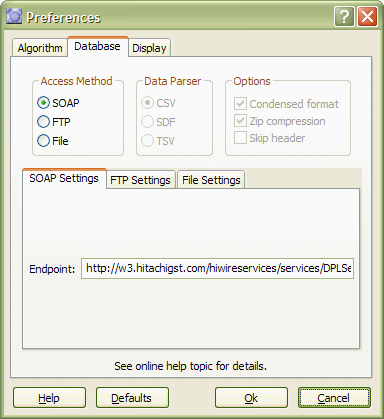 Preferences
Algorithm Database Display
Access Method Data Parser Options
SOAP CSV Condensed format
FTP SDF Zip compression
File TSV Skip header
SOAP Settings FTP Settings File Settings
Endpoint: http://w3.hitachigst.com/hiwireservices/services/DPLSe
See online help topic for details.
Help Defaults Ok Cancel